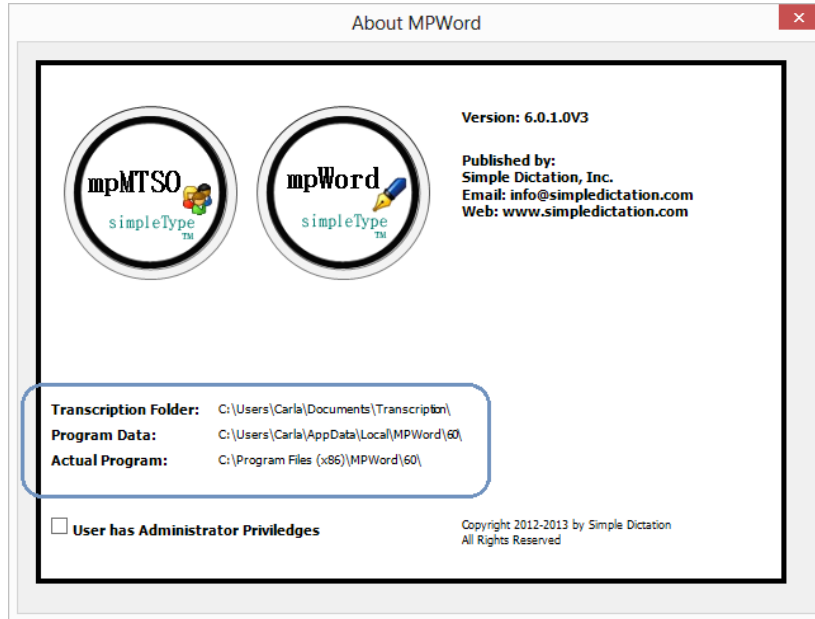 About MPWord
mpMTSO
simpleType
TM
mpWord
simpleType
TM
Version: 6.0.1.0V3
Published by:
Simple Dictation, Inc.
Email: info@simpledictation.com
Web: www.simpledictation.com
Transcription Folder: C:\Users\Carla\Documents\Transcription\
Program Data: C:\Users\Carla\AppData\Local\MPWord\60\
Actual Program: C:\Program Files (x86)\MPWord\60\
User has Administrator Priviledges
Copyright 2012-2013 by Simple Dictation
All Rights Reserved